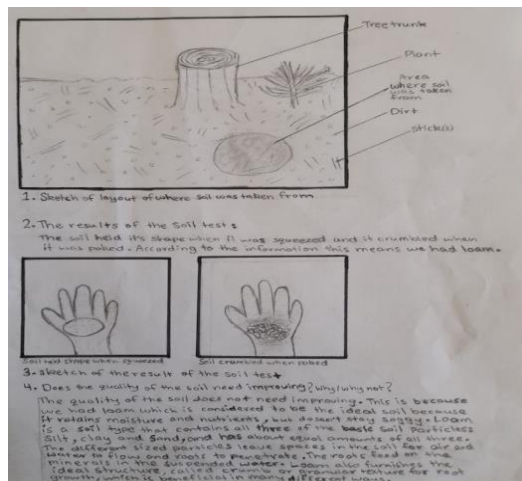 Tree trunk
Plant
Area
where soil
was taken
from
Dirt
stick(s)
1. Sketch of layout of where soil was taken from
2. The results of the Soil test:
The soil held it's shape when it was squeezed and it crumbled when
it was poked. According to the information this means we had loam.
Soil held shape when squeezed
Soil crumbled when poked
3. Sketch of the result of the Soil test
4. Does the quality of the soil need improving? Why/why not?
The quality of the soil does not need improving. This is because
we had loam which is considered to be the ideal soil because
it retains moisture and nutrients, but doesn't stay soggy. Loam
is a soil type that contains all three of the basic soil particles
Silt, clay and sand, and has about equal amounts of all three.
The different sized particles leave spaces in the soil for air and
water to flow and roots to penetrate. The roots feed on the
minerals in the suspended water. Loam also furnishes the
ideal structure, called crumb or granular texture for root
growth, which is beneficial in many different ways.